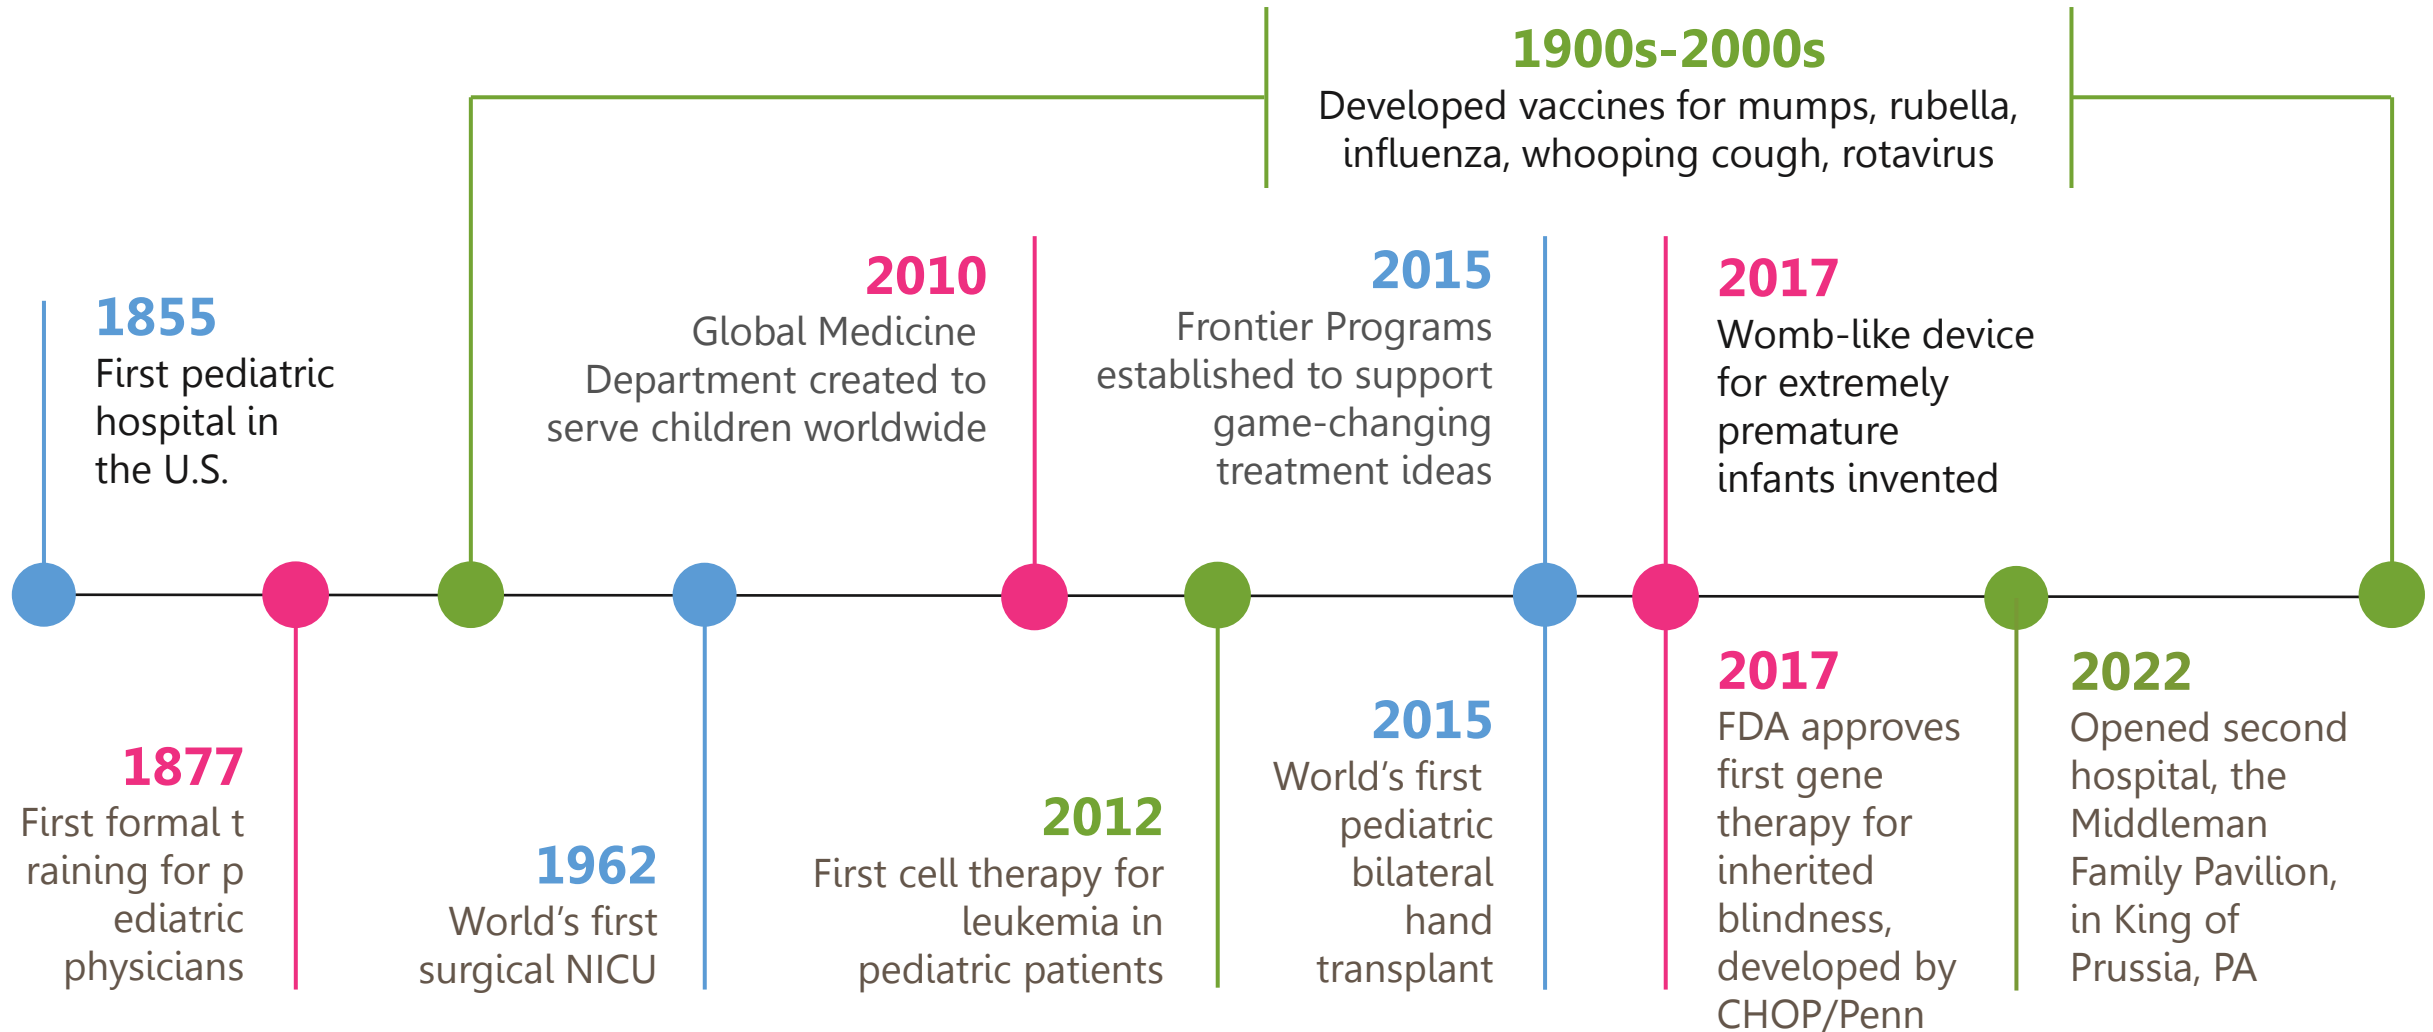 1900s-2000s
Developed vaccines for mumps, rubella,
influenza, whooping cough, rotavirus
1855
First pediatric
hospital in
the U.S.
2010
Global Medicine
Department created to
serve children worldwide
2015
Frontier Programs
established to support
game-changing
treatment ideas
2017
Womb-like device
for extremely
premature
infants invented
1877
First formal t
raining for p
ediatric
physicians
1962
World’s first
surgical NICU
2012
First cell therapy for
leukemia in
pediatric patients
2015
World’s first
pediatric
bilateral
hand
transplant
2017
FDA approves
first gene
therapy for
inherited
blindness,
developed by
CHOP/Penn
2022
Opened second
hospital, the
Middleman
Family Pavilion,
in King of
Prussia, PA